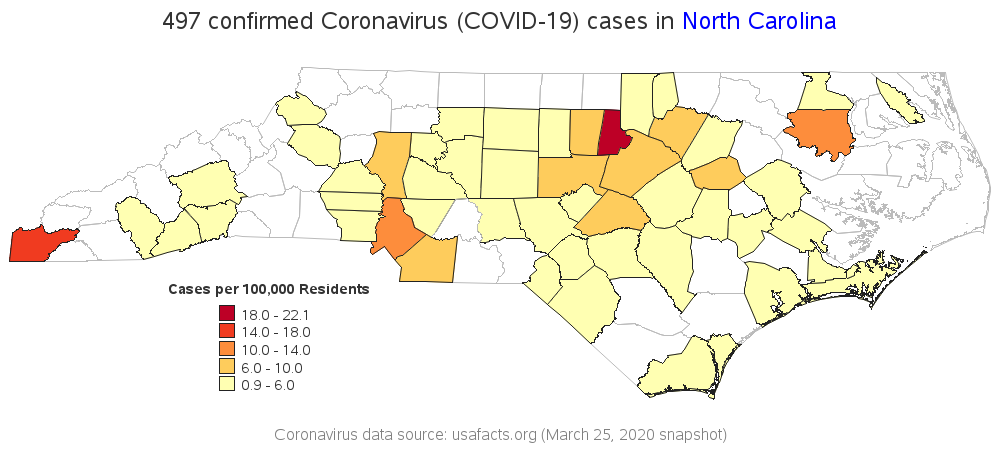 497 confirmed Coronavirus (COVID-19) cases in North Carolina
Cases per 100,000 Residents
18.0 - 22.1
14.0 - 18.0
10.0 - 14.0
6.0 - 10.0
0.9 - 6.0
Coronavirus data source: usafacts.org (March 25, 2020 snapshot)